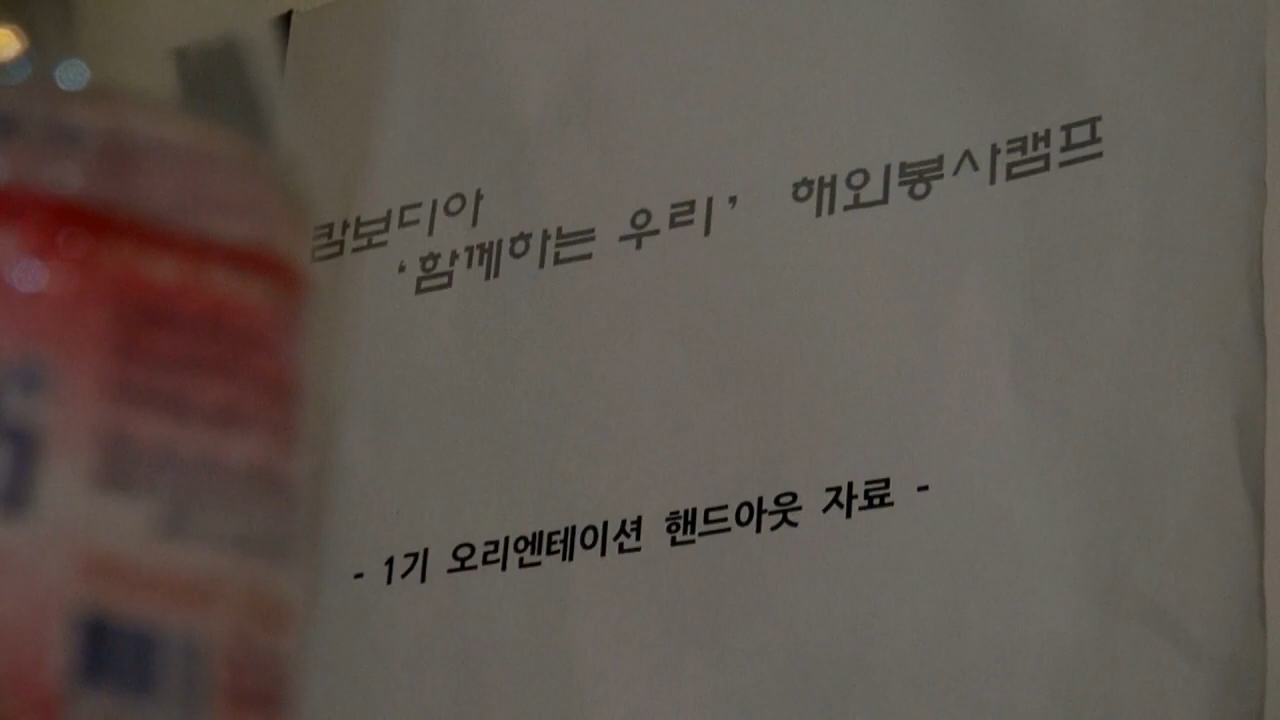 캄보디아
‘함께하는 우리’ 해외봉사캠프
- 1기 오리엔테이션 핸드아웃 자료 -